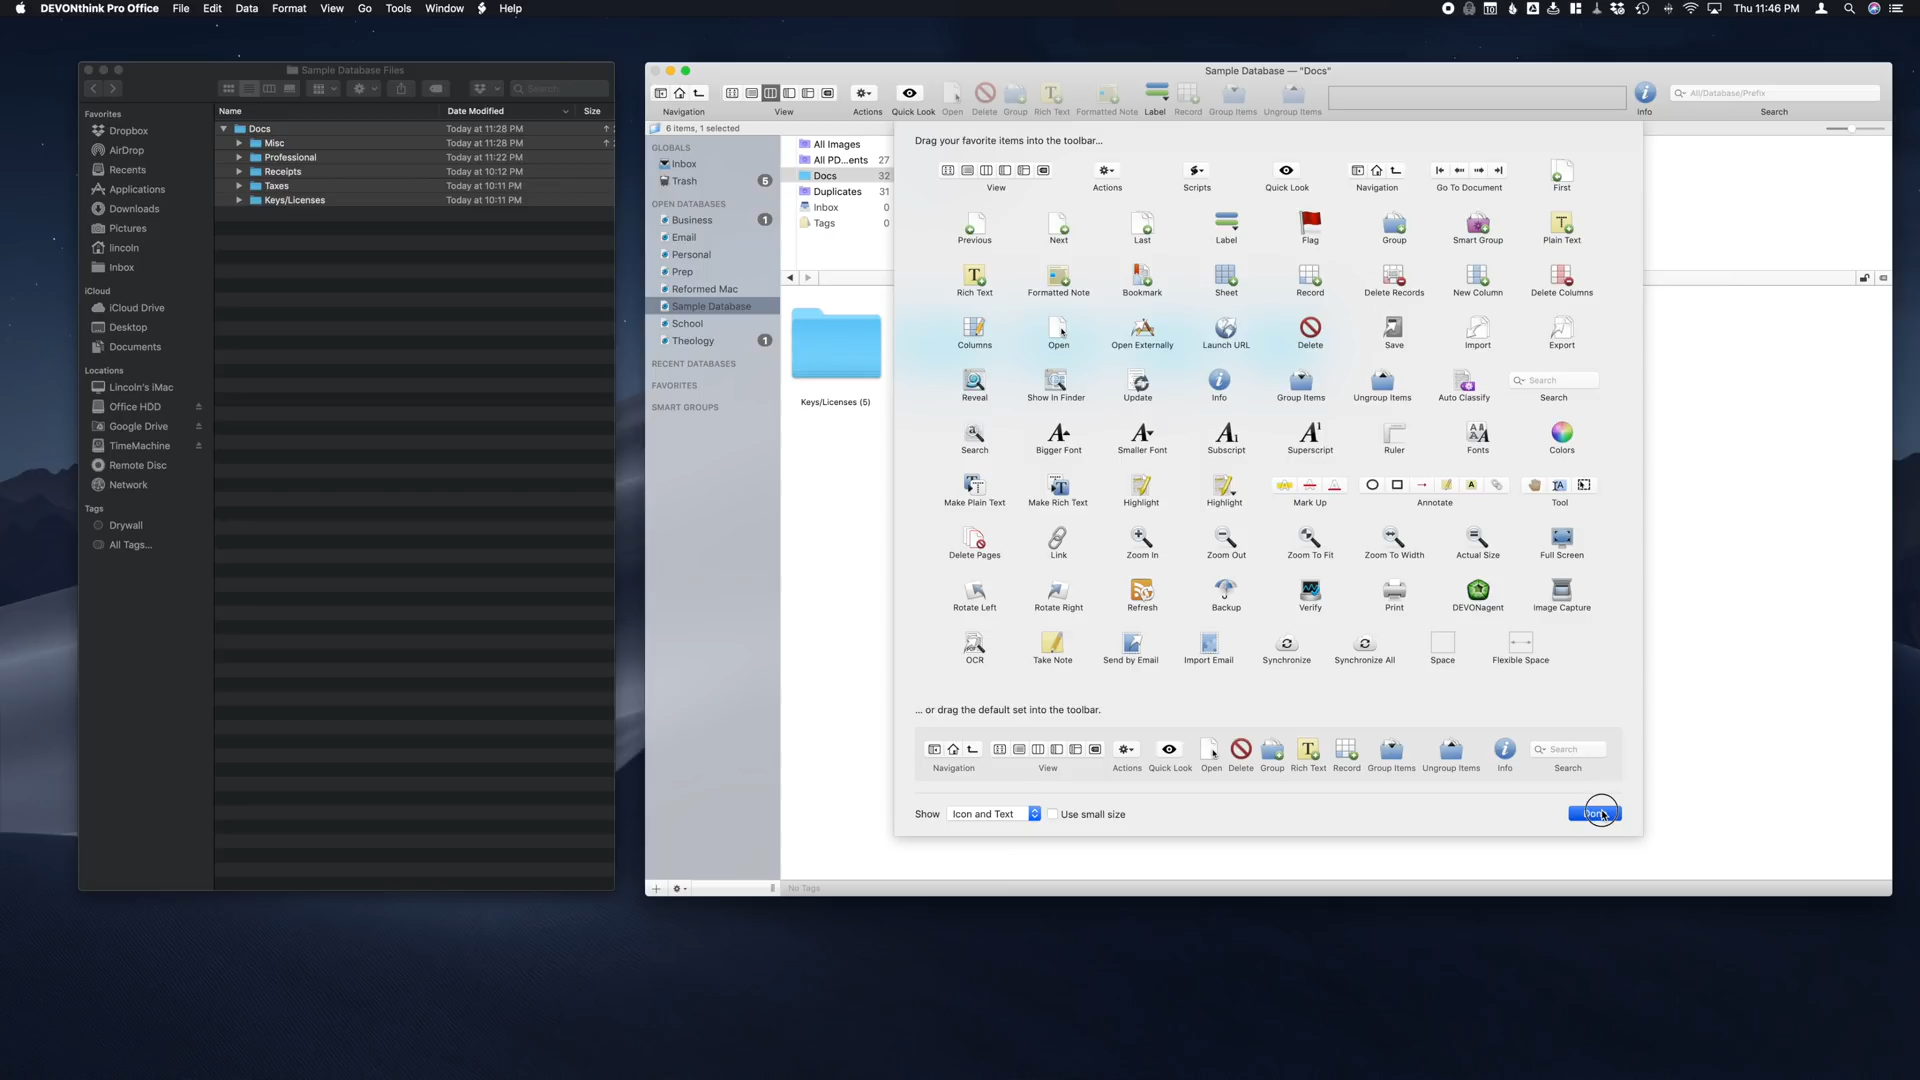 DEVONthink Pro Office File Edit Data Format View Go Tools Window Help
10 Thu 11:46 PM
Sample Database Files
Search
Favorites
Dropbox
AirDrop
Recents
Applications
Downloads
Pictures
lincoln
Inbox
iCloud
iCloud Drive
Desktop
Documents
Locations
Lincoln's iMac
Office HDD
Google Drive
TimeMachine
Remote Disc
Network
Tags
Drywall
All Tags...
Name Date Modified Size
Docs Today at 11:28 PM
Misc Today at 11:28 PM
Professional Today at 11:22 PM
Receipts Today at 10:12 PM
Taxes Today at 10:11 PM
Keys/Licenses Today at 10:11 PM
Sample Database — "Docs"
All/Database/Prefix
Navigation View Actions Quick Look Open Delete Group Rich Text Formatted Note Label Record Group Items Ungroup Items Info Search
6 items, 1 selected
GLOBALS
Inbox
Trash 5
OPEN DATABASES
Business 1
Email
Personal
Prep
Reformed Mac
Sample Database
School
Theology 1
RECENT DATABASES
FAVORITES
SMART GROUPS
All Images
All PD...ents 27
Docs 32
Duplicates 31
Inbox 0
Tags 0
Keys/Licenses (5)
Drag your favorite items into the toolbar...
View Actions Scripts Quick Look Navigation Go To Document First
Previous Next Last Label Flag Group Smart Group Plain Text
Rich Text Formatted Note Bookmark Sheet Record Delete Records New Column Delete Columns
Columns Open Open Externally Launch URL Delete Save Import Export
Search
Reveal Show In Finder Update Info Group Items Ungroup Items Auto Classify Search
Search Bigger Font Smaller Font Subscript Superscript Ruler Fonts Colors
Make Plain Text Make Rich Text Highlight Highlight Mark Up Annotate Tool
Delete Pages Link Zoom In Zoom Out Zoom To Fit Zoom To Width Actual Size Full Screen
Rotate Left Rotate Right Refresh Backup Verify Print DEVONagent Image Capture
OCR Take Note Send by Email Import Email Synchronize Synchronize All Space Flexible Space
... or drag the default set into the toolbar.
Search
Navigation View Actions Quick Look Open Delete Group Rich Text Record Group Items Ungroup Items Info Search
Show Icon and Text Use small size
No Tags